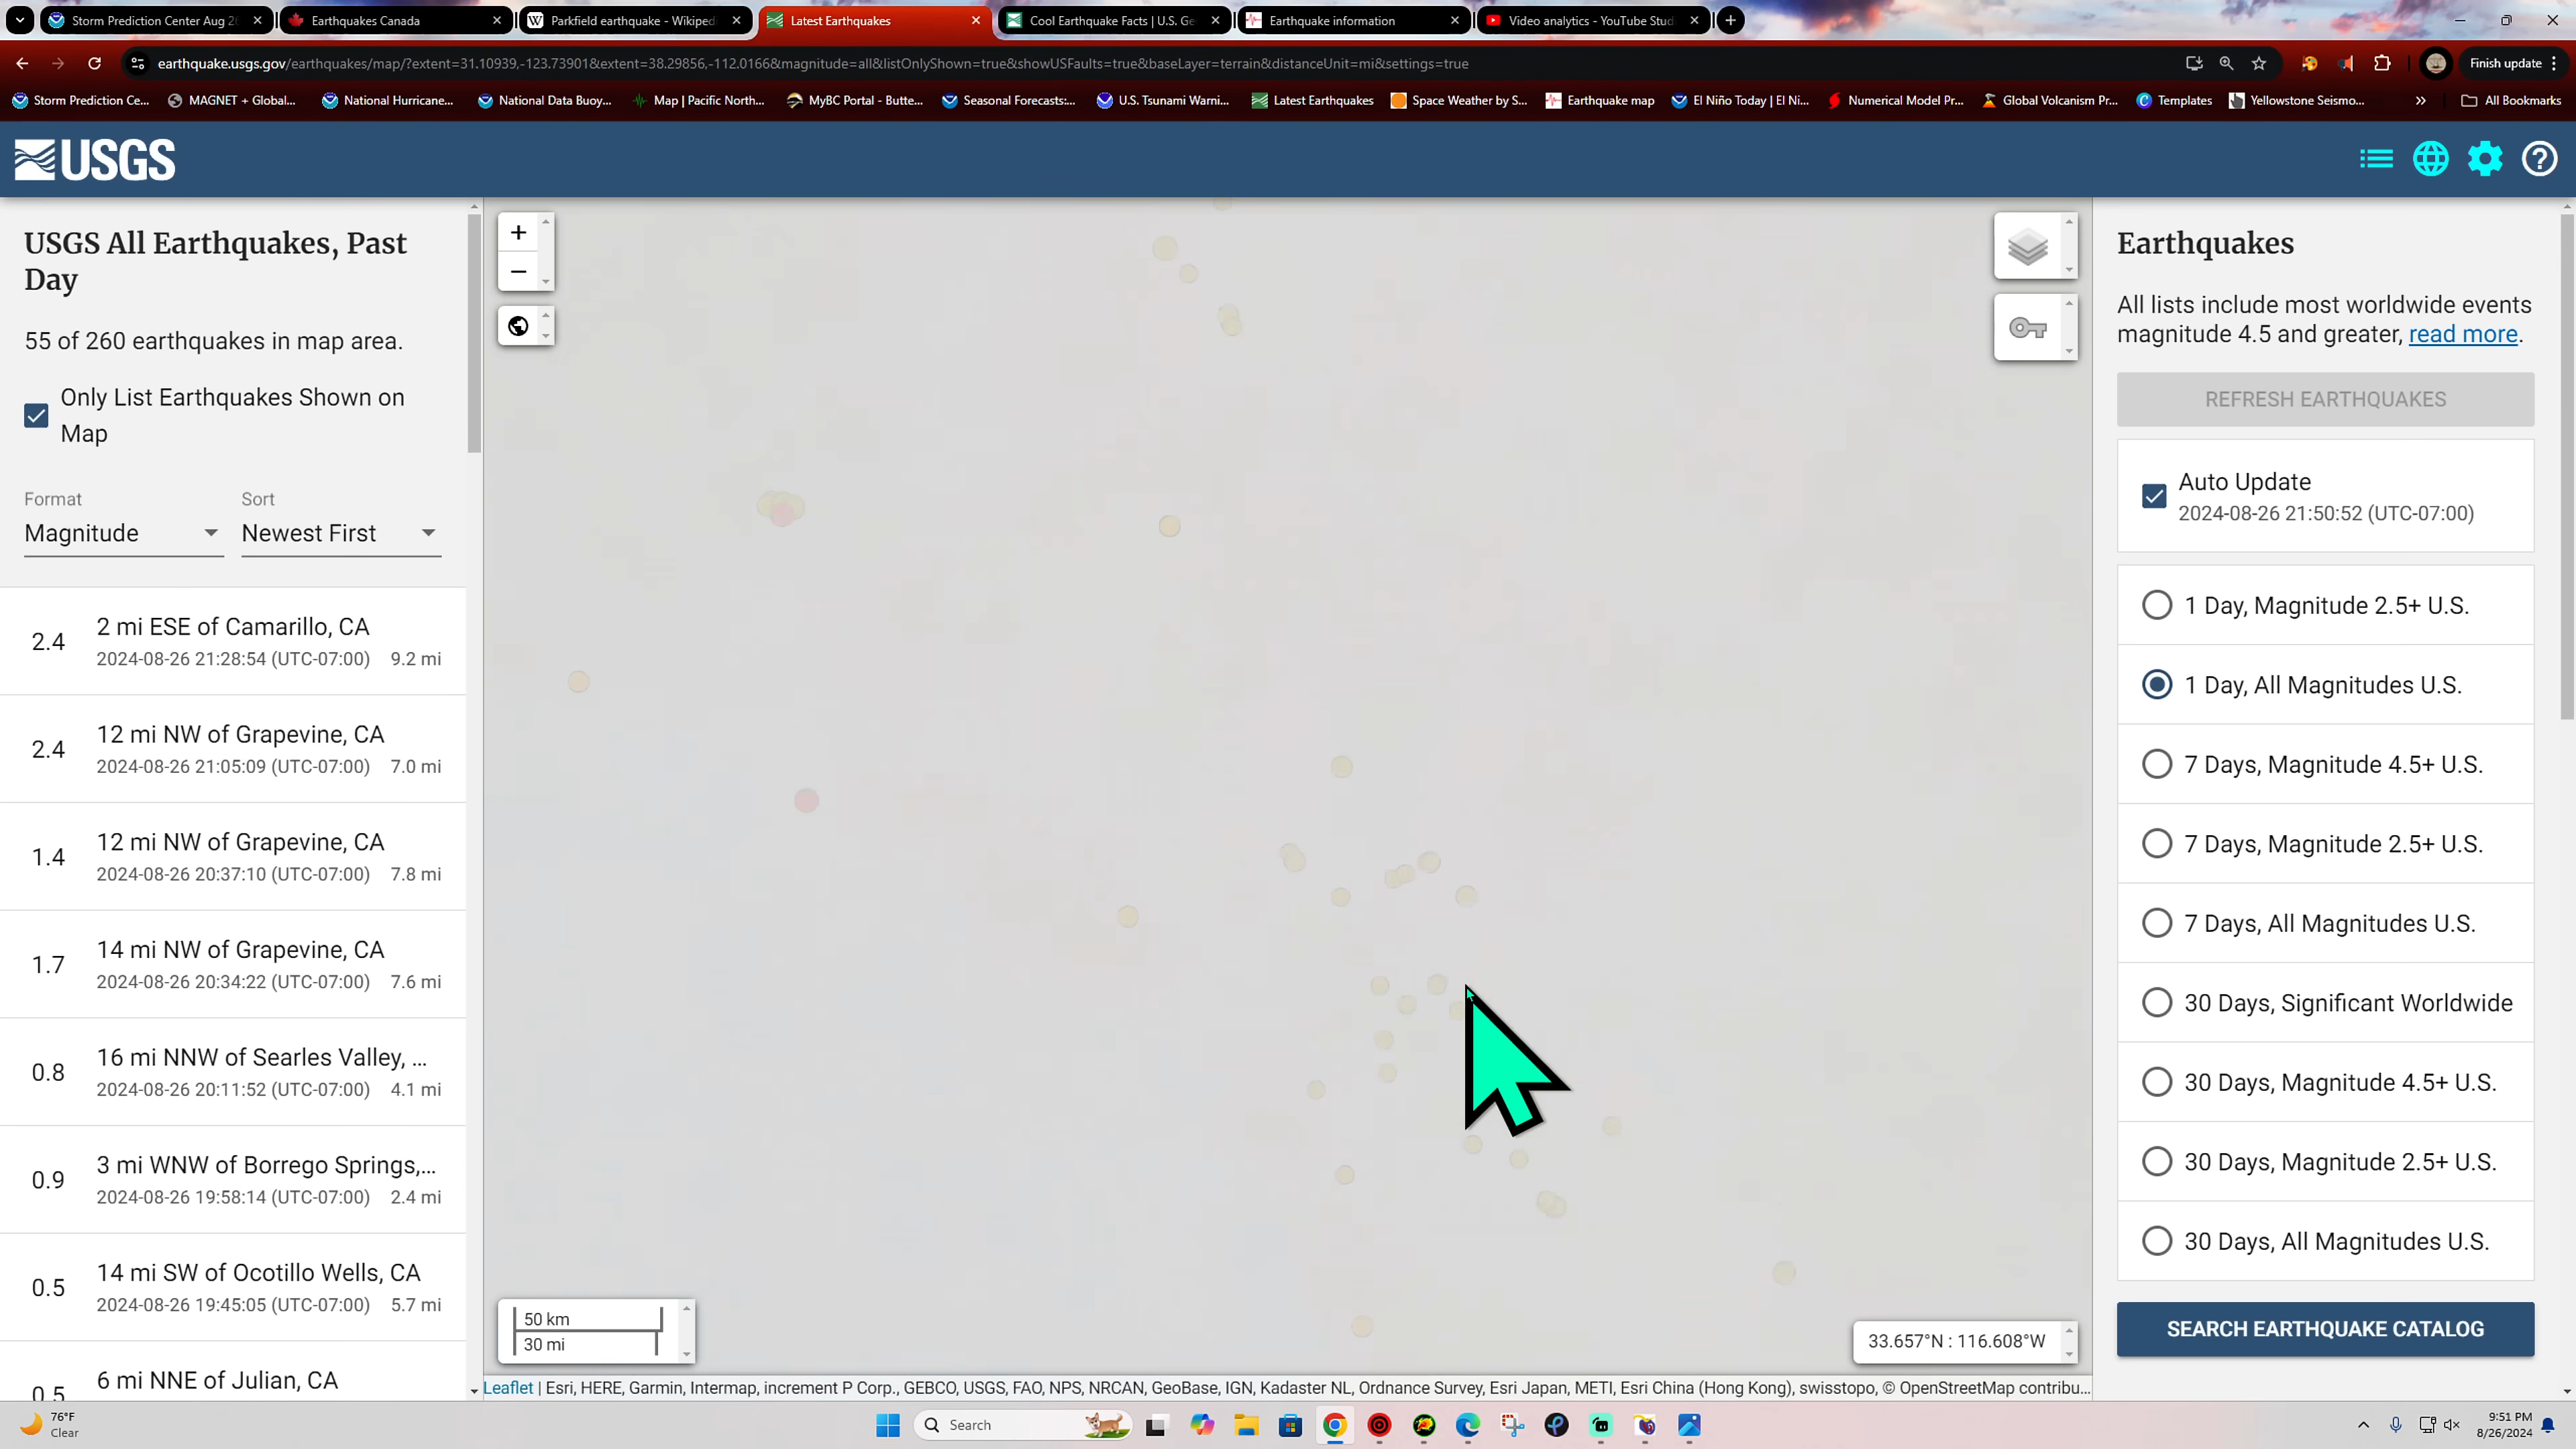 Storm Prediction Center Aug 26
Earthquakes Canada
Parkfield earthquake - Wikiped
Latest Earthquakes
Cool Earthquake Facts | U.S. Ge
Earthquake information
Video analytics - YouTube Stud
earthquake.usgs.gov/earthquakes/map/?extent=31.10939,-123.73901&extent=38.29856,-112.0166&magnitude=all&listOnlyShown=true&showUSFaults=true&baseLayer=terrain&distanceUnit=mi&settings=true
Finish update
Storm Prediction Ce...
MAGNET + Global...
National Hurricane...
National Data Buoy...
Map | Pacific North...
MyBC Portal - Butte...
Seasonal Forecasts:...
U.S. Tsunami Warni...
Latest Earthquakes
Space Weather by S...
Earthquake map
El Niño Today | El Ni...
Numerical Model Pr...
Global Volcanism Pr...
Templates
Yellowstone Seismo...
All Bookmarks
USGS
USGS All Earthquakes, Past
Day
55 of 260 earthquakes in map area.
Only List Earthquakes Shown on
Map
Format
Sort
Magnitude
Newest First
2.4
2 mi ESE of Camarillo, CA
2024-08-26 21:28:54 (UTC-07:00) 9.2 mi
2.4
12 mi NW of Grapevine, CA
2024-08-26 21:05:09 (UTC-07:00) 7.0 mi
1.4
12 mi NW of Grapevine, CA
2024-08-26 20:37:10 (UTC-07:00) 7.8 mi
1.7
14 mi NW of Grapevine, CA
2024-08-26 20:34:22 (UTC-07:00) 7.6 mi
0.8
16 mi NNW of Searles Valley, ...
2024-08-26 20:11:52 (UTC-07:00) 4.1 mi
0.9
3 mi WNW of Borrego Springs,...
2024-08-26 19:58:14 (UTC-07:00) 2.4 mi
0.5
14 mi SW of Ocotillo Wells, CA
2024-08-26 19:45:05 (UTC-07:00) 5.7 mi
0.5
6 mi NNE of Julian, CA
+
−
50 km
30 mi
33.657°N : 116.608°W
Leaflet | Esri, HERE, Garmin, Intermap, increment P Corp., GEBCO, USGS, FAO, NPS, NRCAN, GeoBase, IGN, Kadaster NL, Ordnance Survey, Esri Japan, METI, Esri China (Hong Kong), swisstopo, © OpenStreetMap contribu...
Earthquakes
All lists include most worldwide events
magnitude 4.5 and greater, read more.
REFRESH EARTHQUAKES
Auto Update
2024-08-26 21:50:52 (UTC-07:00)
1 Day, Magnitude 2.5+ U.S.
1 Day, All Magnitudes U.S.
7 Days, Magnitude 4.5+ U.S.
7 Days, Magnitude 2.5+ U.S.
7 Days, All Magnitudes U.S.
30 Days, Significant Worldwide
30 Days, Magnitude 4.5+ U.S.
30 Days, Magnitude 2.5+ U.S.
30 Days, All Magnitudes U.S.
SEARCH EARTHQUAKE CATALOG
76°F
Clear
Search
9:51 PM
8/26/2024